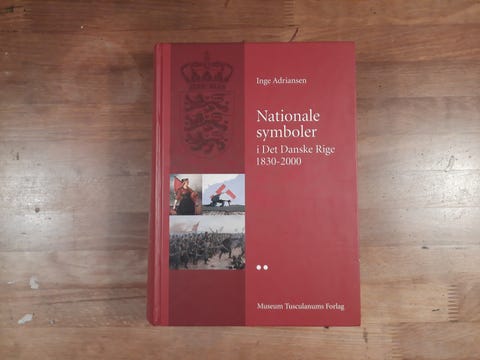 Inge Adriansen
Nationale
symboler
i Det Danske Rige
1830-2000
Museum Tusculanums Forlag